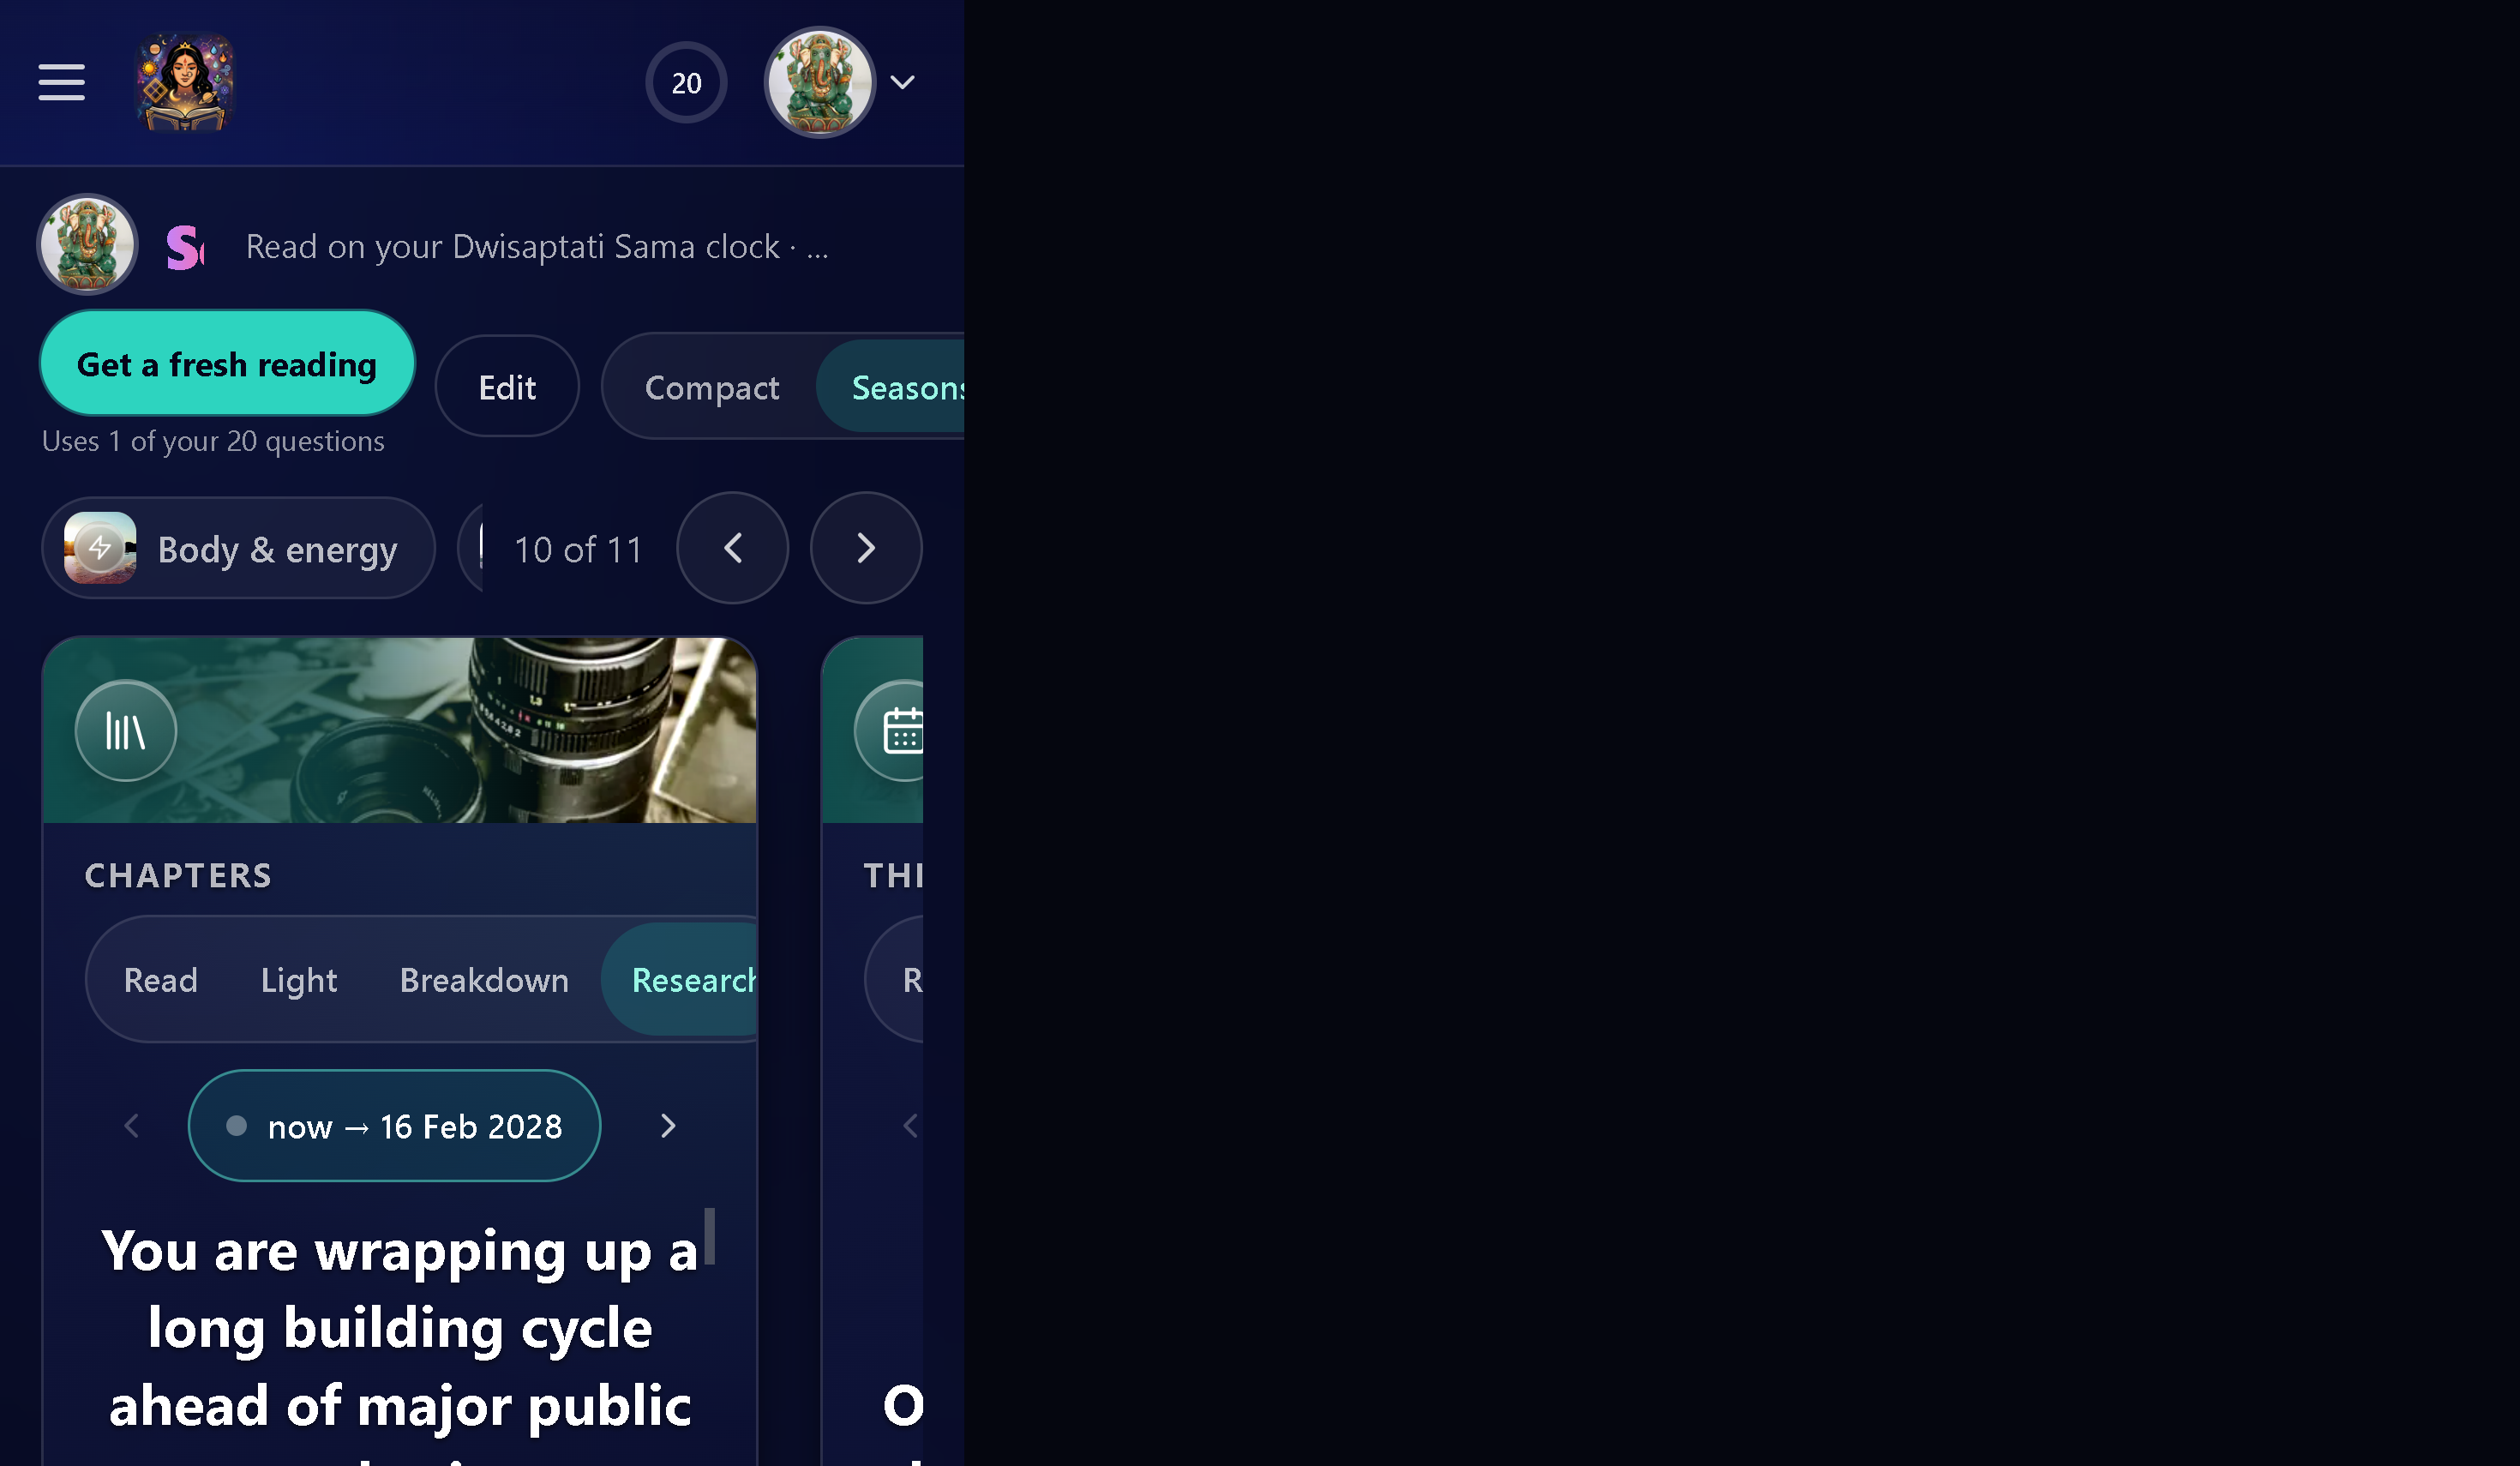 20
Read on your Dwisaptati Sama clock · ...
Get a fresh reading
Edit
Compact
Seasons
Uses 1 of your 20 questions
Body & energy
10 of 11
CHAPTERS
Read
Light
Breakdown
Research
now → 16 Feb 2028
You are wrapping up a
long building cycle
ahead of major public